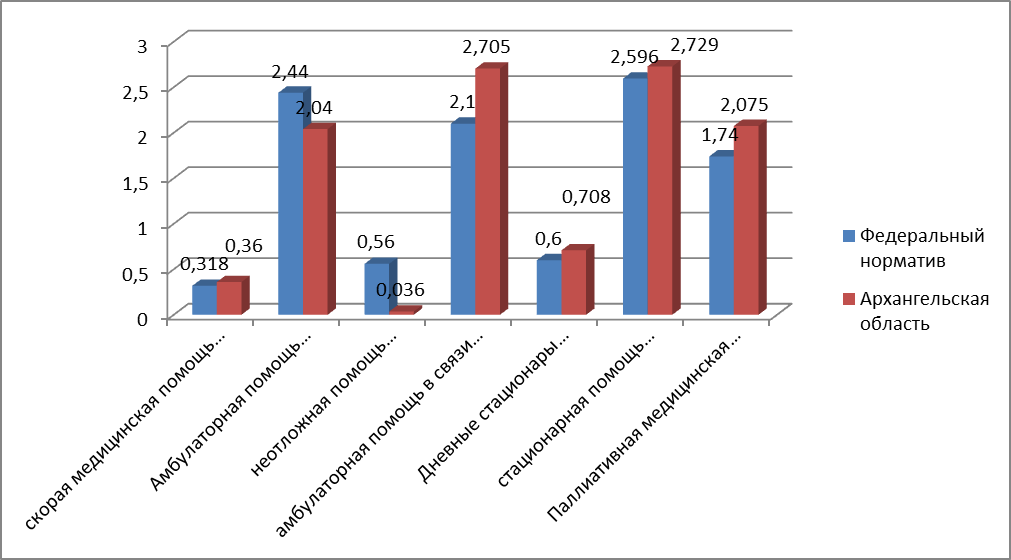 3
2,5
2
1,5
1
0,5
0
0,318
0,36
2,44
2,04
0,56
0,036
2,1
2,705
0,6
0,708
2,596
2,729
1,74
2,075
скорая медицинская помощь…
Амбулаторная помощь…
неотложная помощь…
амбулаторная помощь в связи…
Дневные стационары…
стационарная помощь…
Паллиативная медицинская…
Федеральный
норматив
Архангельская
область